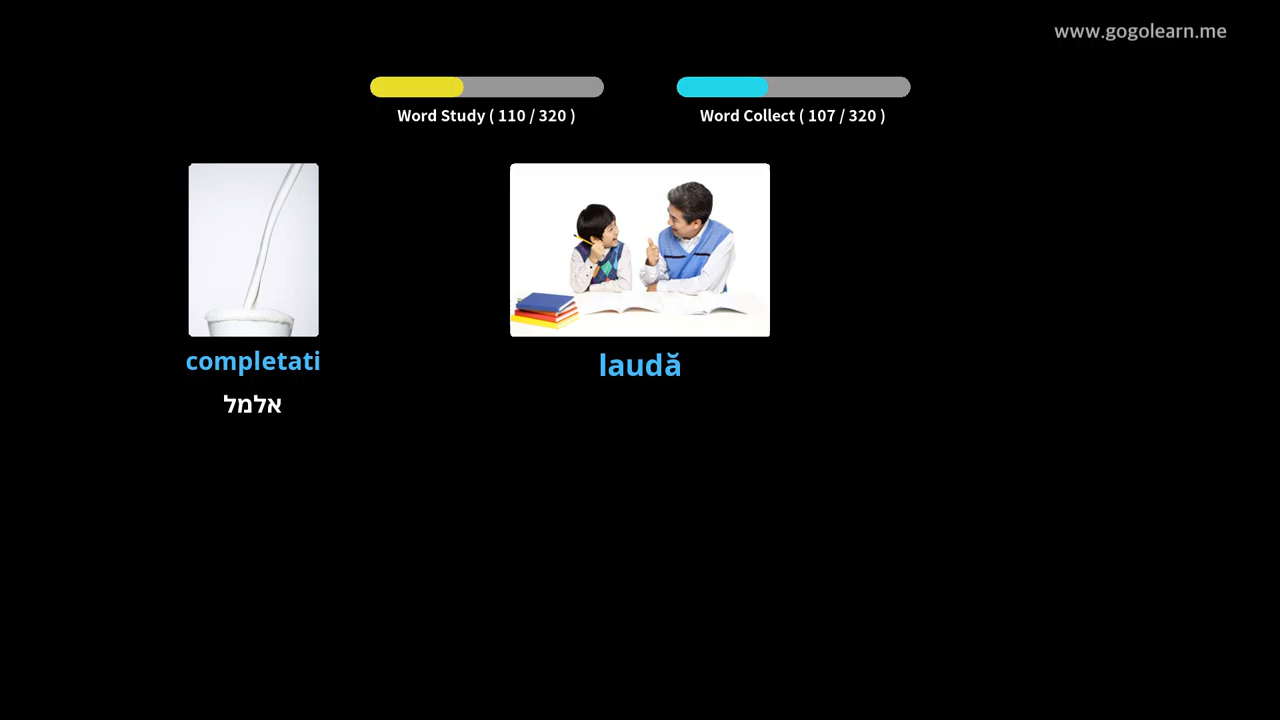 www.gogolearn.me
Word Study ( 110 / 320 )
Word Collect ( 107 / 320 )
completati
laudă
אלמל